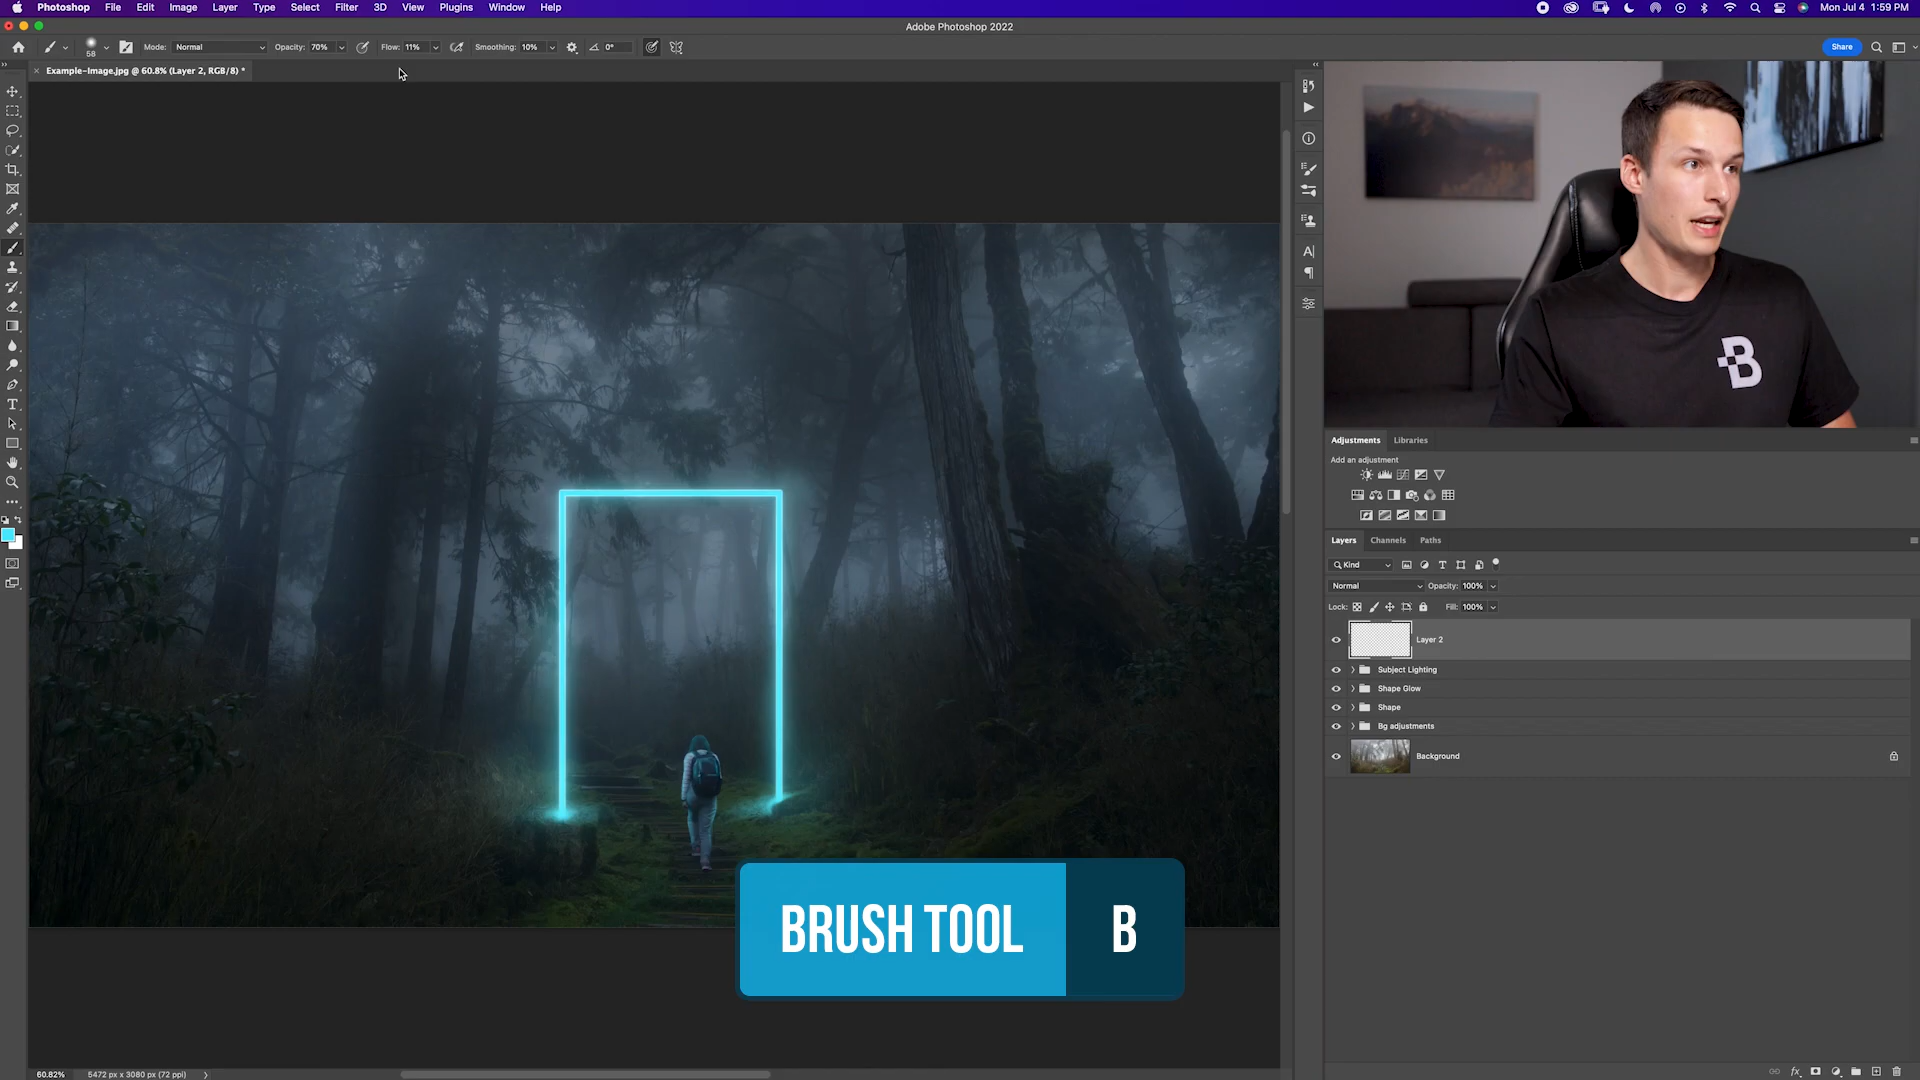 Photoshop File Edit Image Layer Type Select Filter 3D View Plugins Window Help
Mon Jul 4 1:59 PM
Adobe Photoshop 2022
58
Mode: Normal Opacity: 70% Flow: 11% Smoothing: 10% 0°
Share
Example-Image.jpg @ 60.8% (Layer 2, RGB/8) *
B
Adjustments Libraries
Add an adjustment
Layers Channels Paths
Kind
Normal Opacity: 100%
Lock: Fill: 100%
Layer 2
Subject Lighting
Shape Glow
Shape
Bg adjustments
Background
BRUSH TOOL B
60.82% 5472 px x 3080 px (72 ppi)